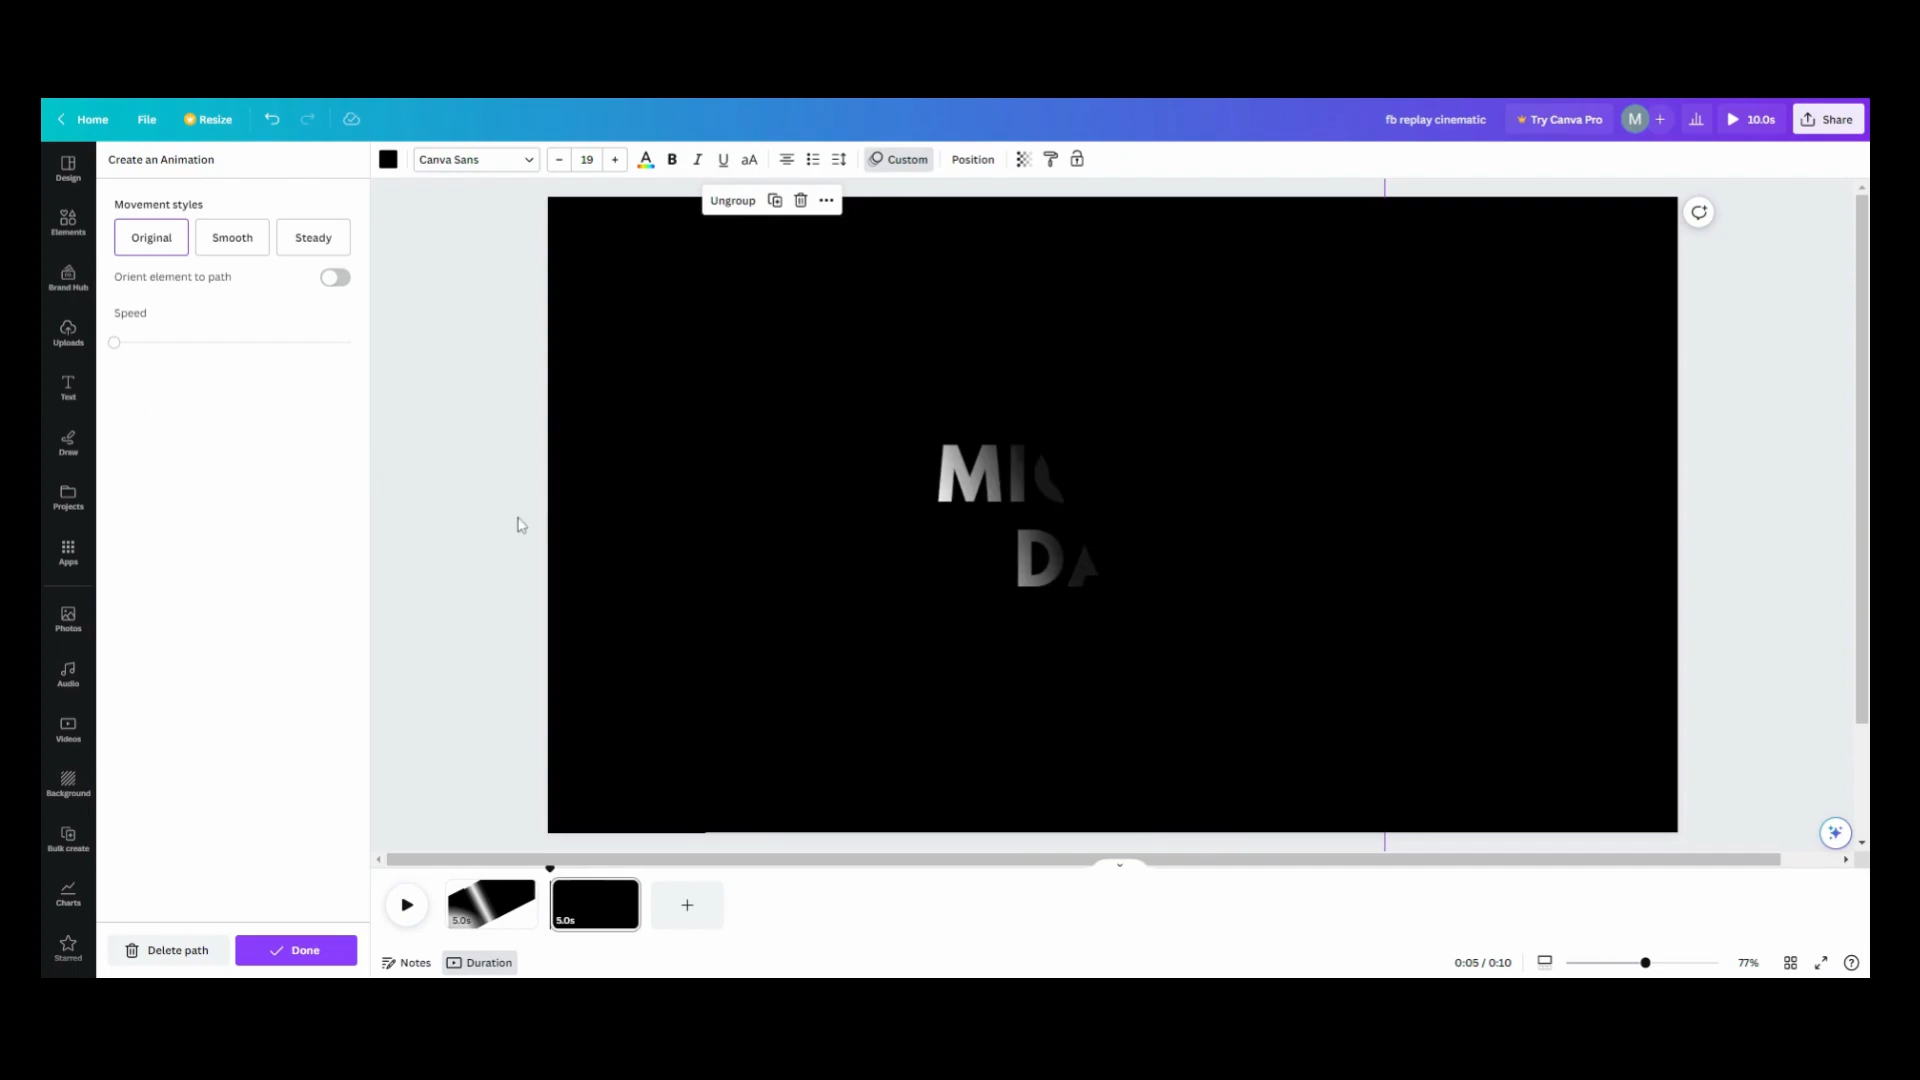 Home File Resize fb replay cinematic Try Canva Pro M + 10.0s Share
Create an Animation Canva Sans - 19 + A B I U aA Custom Position
Ungroup
Movement styles
Original Smooth Steady
Orient element to path
Speed
Design
Elements
Brand Hub
Uploads
Text
Draw
Projects
Apps
Photos
Audio
Videos
Background
Bulk create
Charts
Starred
MI
DA
5.0s 5.0s +
Delete path Done
Notes Duration 0:05 / 0:10 77%